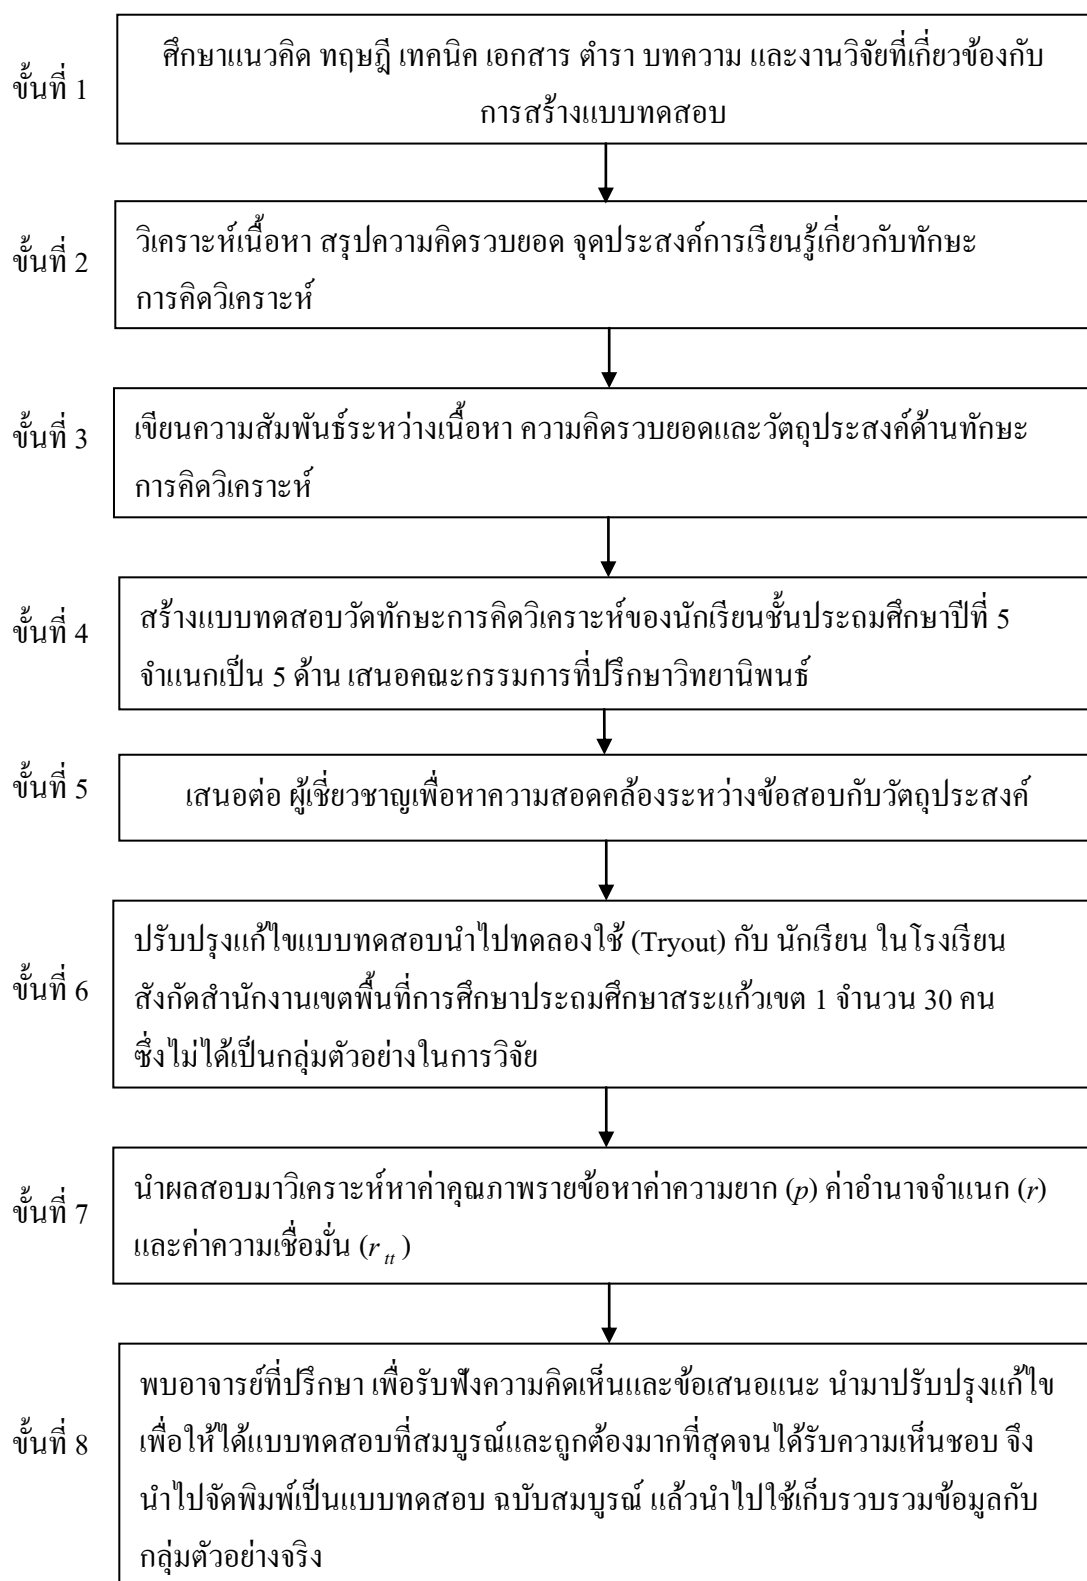 ขั้นที่ 1
ศึกษาแนวคิด ทฤษฎี เทคนิค เอกสาร ตำรา บทความ และงานวิจัยที่เกี่ยวข้องกับ
การสร้างแบบทดสอบ
ขั้นที่ 2
วิเคราะห์เนื้อหา สรุปความคิดรวบยอด จุดประสงค์การเรียนรู้เกี่ยวกับทักษะ
การคิดวิเคราะห์
ขั้นที่ 3
เขียนความสัมพันธ์ระหว่างเนื้อหา ความคิดรวบยอดและวัตถุประสงค์ด้านทักษะ
การคิดวิเคราะห์
ขั้นที่ 4
สร้างแบบทดสอบวัดทักษะการคิดวิเคราะห์ของนักเรียนชั้นประถมศึกษาปีที่ 5
จำแนกเป็น 5 ด้าน เสนอคณะกรรมการที่ปรึกษาวิทยานิพนธ์
ขั้นที่ 5
เสนอต่อ ผู้เชี่ยวชาญเพื่อหาความสอดคล้องระหว่างข้อสอบกับวัตถุประสงค์
ขั้นที่ 6
ปรับปรุงแก้ไขแบบทดสอบนำไปทดลองใช้ (Tryout) กับ นักเรียน ในโรงเรียน
สังกัดสำนักงานเขตพื้นที่การศึกษาประถมศึกษาสระแก้วเขต 1 จำนวน 30 คน
ซึ่งไม่ได้เป็นกลุ่มตัวอย่างในการวิจัย
ขั้นที่ 7
นำผลสอบมาวิเคราะห์หาค่าคุณภาพรายข้อหาค่าความยาก (p) ค่าอำนาจจำแนก (r)
และค่าความเชื่อมั่น (r tt )
ขั้นที่ 8
พบอาจารย์ที่ปรึกษา เพื่อรับฟังความคิดเห็นและข้อเสนอแนะ นำมาปรับปรุงแก้ไข
เพื่อให้ได้แบบทดสอบที่สมบูรณ์และถูกต้องมากที่สุดจนได้รับความเห็นชอบ จึง
นำไปจัดพิมพ์เป็นแบบทดสอบ ฉบับสมบูรณ์ แล้วนำไปใช้เก็บรวบรวมข้อมูลกับ
กลุ่มตัวอย่างจริง